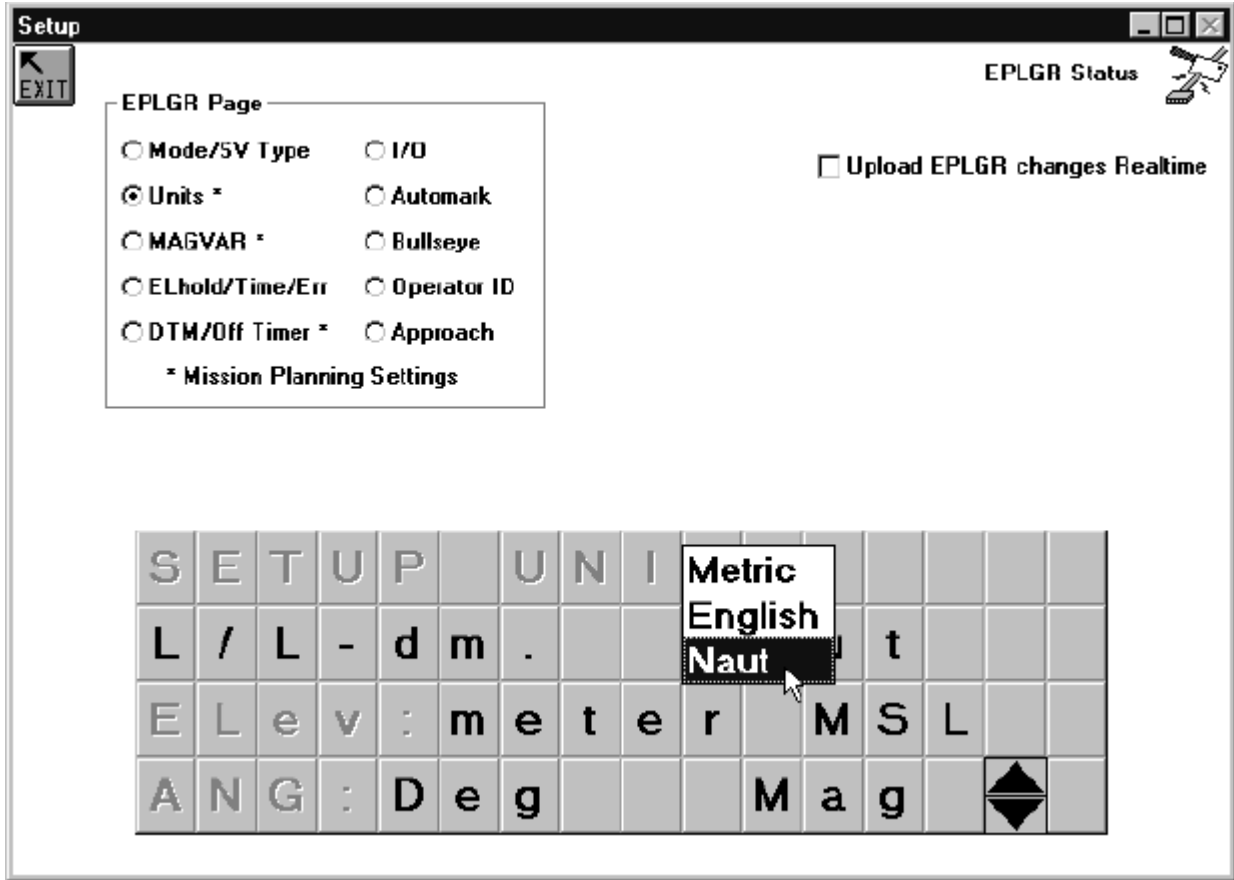 Setup
EXIT
EPLGR Status
EPLGR Page
Mode/SV Type
I/O
Upload EPLGR changes Realtime
Units *
Automark
MAGVAR *
Bullseye
ELhold/Time/Err
Operator ID
DTM/Off Timer *
Approach
* Mission Planning Settings
SETUP UNI
Metric
English
Naut
L/L-dm. ut
ELev:meter MSL
ANG:Deg Mag